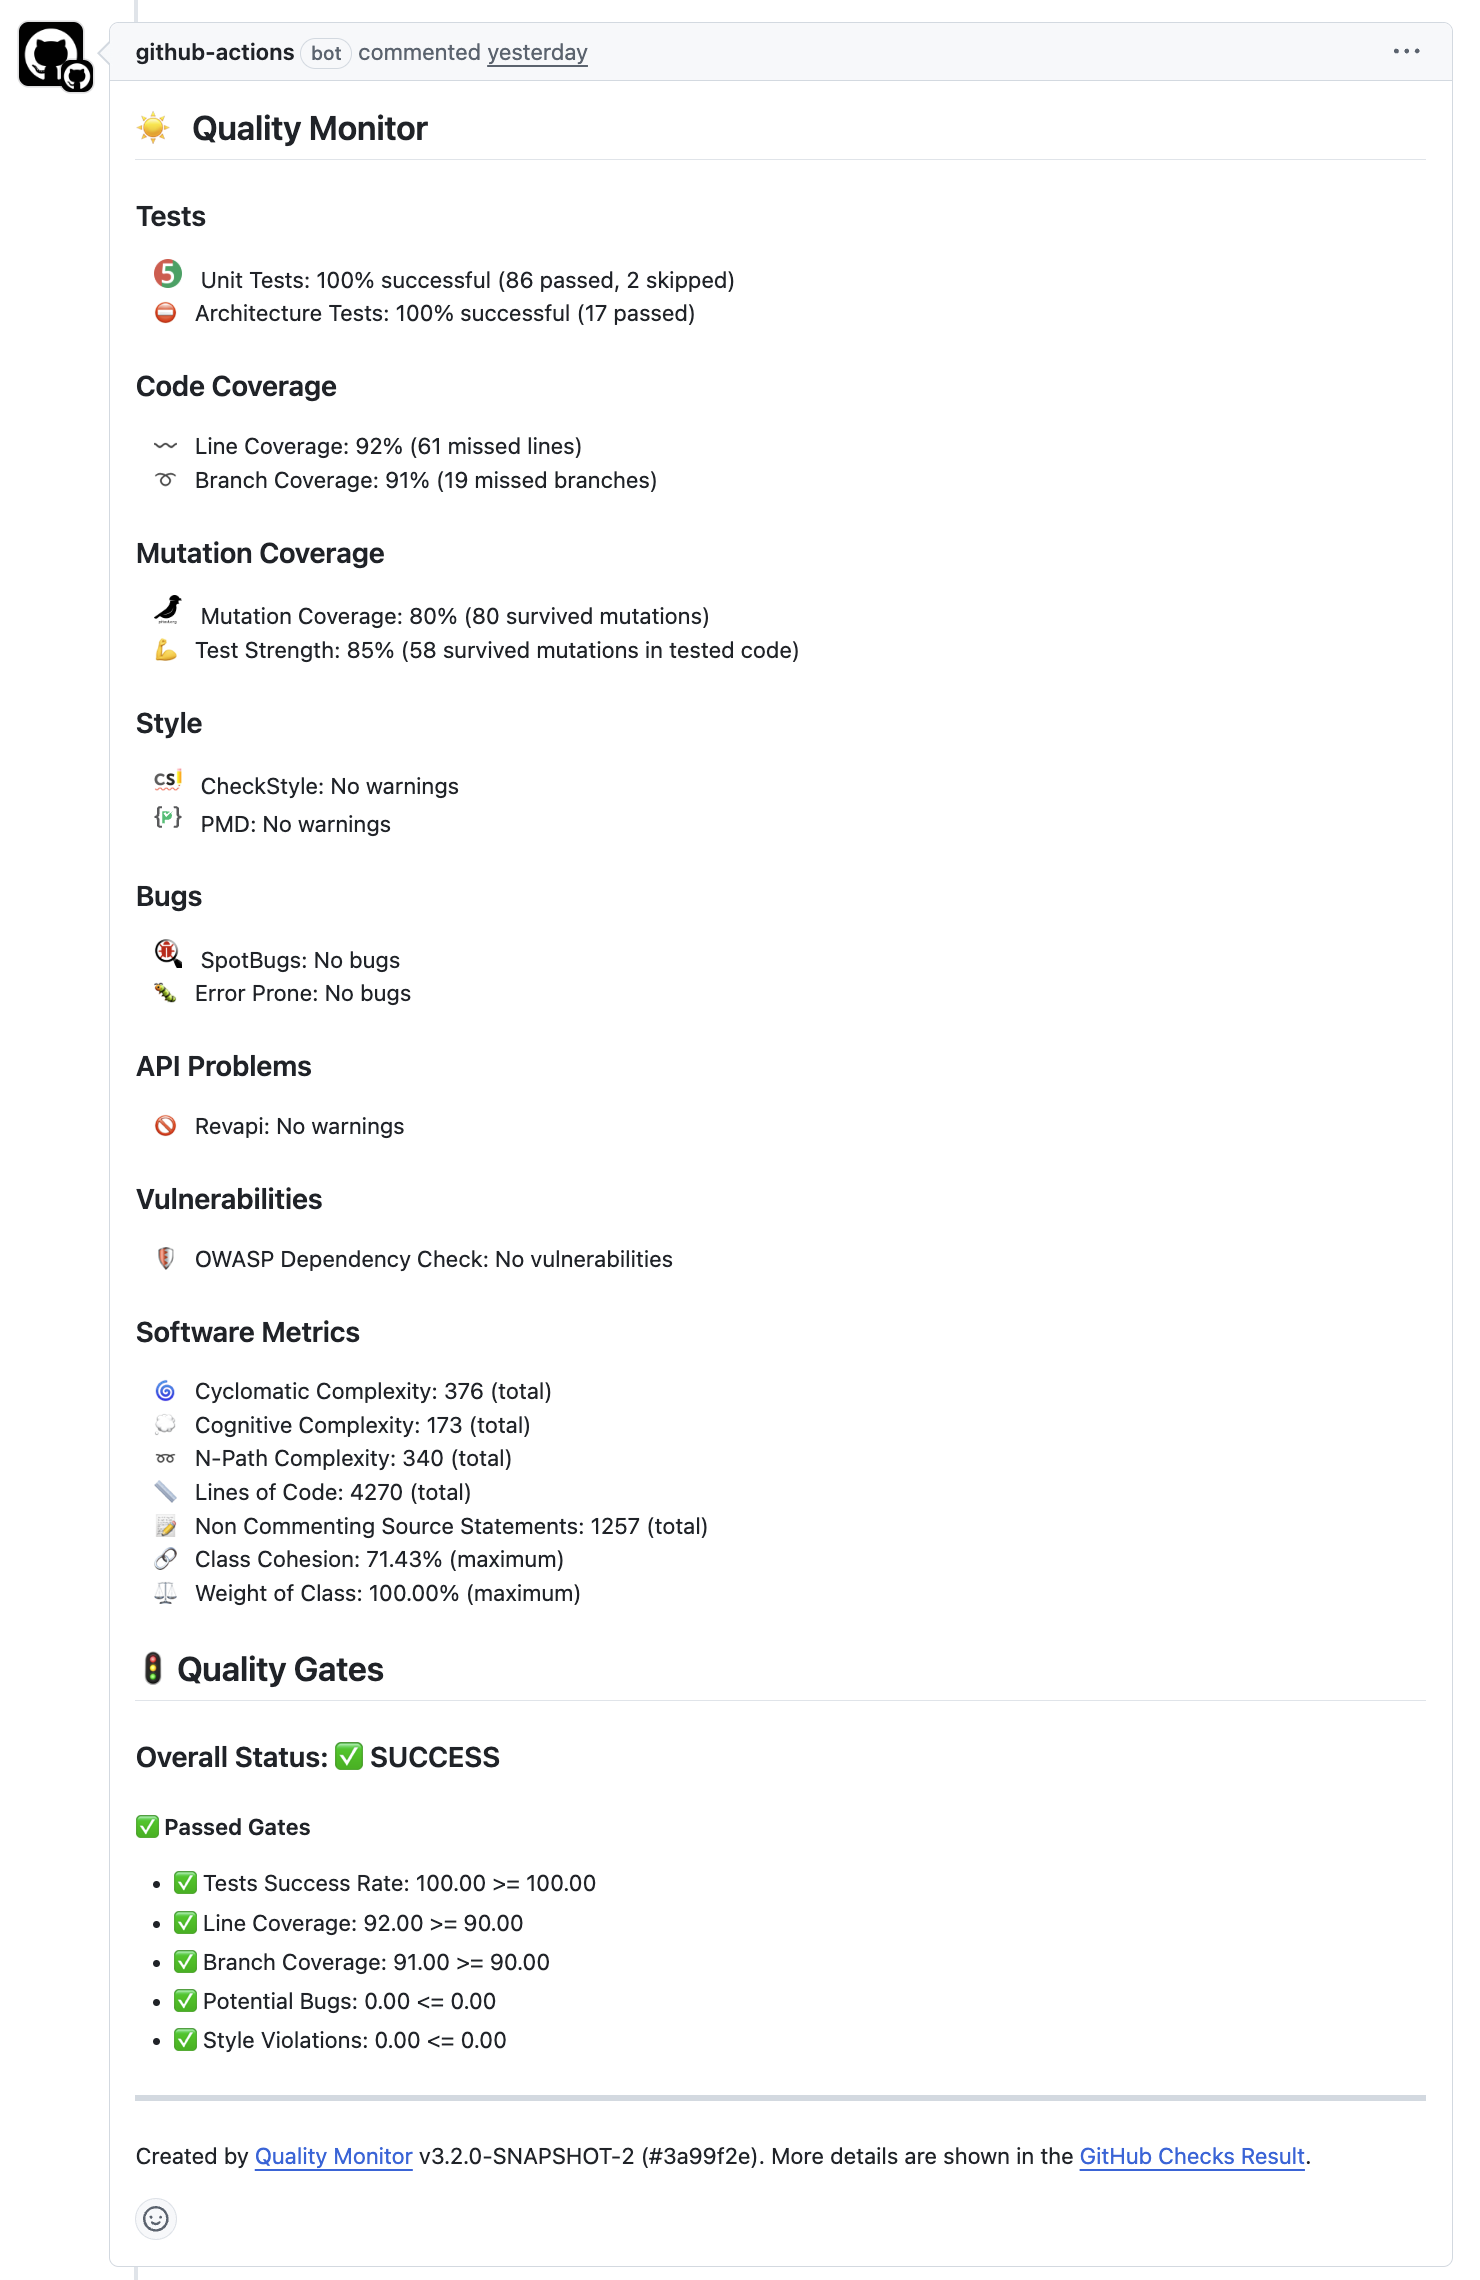 github-actions bot commented yesterday
Quality Monitor
Tests
Unit Tests: 100% successful (86 passed, 2 skipped)
Architecture Tests: 100% successful (17 passed)
Code Coverage
Line Coverage: 92% (61 missed lines)
Branch Coverage: 91% (19 missed branches)
Mutation Coverage
Mutation Coverage: 80% (80 survived mutations)
Test Strength: 85% (58 survived mutations in tested code)
Style
CheckStyle: No warnings
PMD: No warnings
Bugs
SpotBugs: No bugs
Error Prone: No bugs
API Problems
Revapi: No warnings
Vulnerabilities
OWASP Dependency Check: No vulnerabilities
Software Metrics
Cyclomatic Complexity: 376 (total)
Cognitive Complexity: 173 (total)
N-Path Complexity: 340 (total)
Lines of Code: 4270 (total)
Non Commenting Source Statements: 1257 (total)
Class Cohesion: 71.43% (maximum)
Weight of Class: 100.00% (maximum)
Quality Gates
Overall Status: ✅ SUCCESS
✅ Passed Gates
• ✅ Tests Success Rate: 100.00 >= 100.00
• ✅ Line Coverage: 92.00 >= 90.00
• ✅ Branch Coverage: 91.00 >= 90.00
• ✅ Potential Bugs: 0.00 <= 0.00
• ✅ Style Violations: 0.00 <= 0.00
Created by Quality Monitor v3.2.0-SNAPSHOT-2 (#3a99f2e). More details are shown in the GitHub Checks Result.